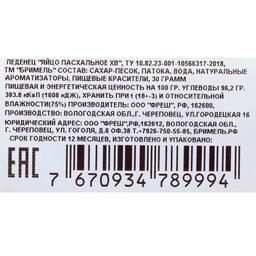 ЛЕДЕНЕЦ "ЯЙЦО ПАСХАЛЬНОЕ ХВ", ТУ 10.82.23-001-10566317-2018,
ТМ "БРИМЕЛЬ" СОСТАВ: САХАР-ПЕСОК, ПАТОКА, ВОДА, НАТУРАЛЬНЫЕ
АРОМАТИЗАТОРЫ, ПИЩЕВЫЕ КРАСИТЕЛИ, 30 ГРАММ
ПИЩЕВАЯ И ЭНЕРГЕТИЧЕСКАЯ ЦЕННОСТЬ НА 100 ГР. УГЛЕВОДЫ 96,2 ГР.
383.8 кКал (1608 кДЖ), ХРАНИТЬ ПРИ t (18+-3) И ОТНОСИТЕЛЬНОЙ
ВЛАЖНОСТИ(75%) ПРОИЗВОДИТЕЛЬ: ООО "ФРЕШ", РФ, 162600,
ПРОИЗВОДСТВО: ВОЛОГОДСКАЯ ОБЛ.,Г. ЧЕРЕПОВЕЦ, УЛ.ГОРОДЕЦКАЯ 16
ЮРИДИЧЕСКИЙ АДРЕС: ООО "ФРЕШ",РФ,162612, ВОЛОГОДСКАЯ ОБЛ.,
Г. ЧЕРЕПОВЕЦ, УЛ. ГОГОЛЯ, Д.6 ОФ.38 Т.+7926-750-55-85, БРИМЕЛЬ.РФ
СРОК ГОДНОСТИ 12 МЕСЯЦЕВ. ИЗГОТОВЛЕНО:
EAC
7 670934 789994